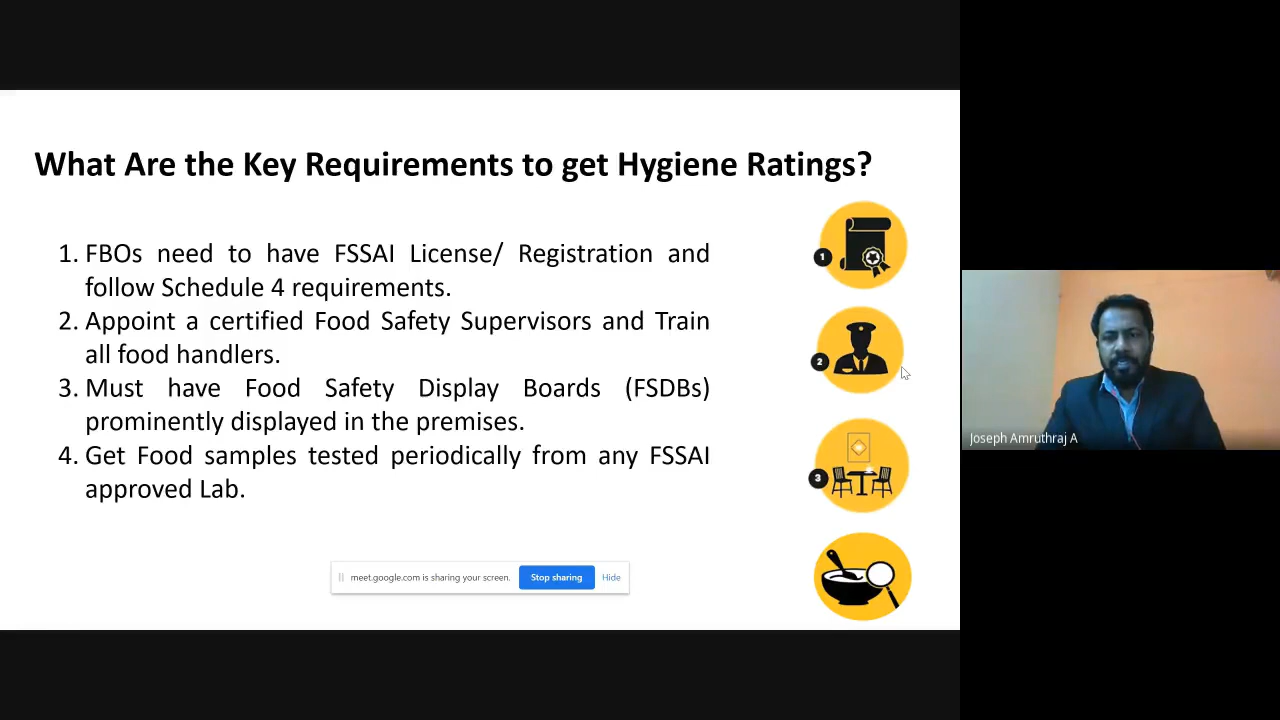 What Are the Key Requirements to get Hygiene Ratings?
1. FBOs need to have FSSAI License/ Registration and
follow Schedule 4 requirements.
2. Appoint a certified Food Safety Supervisors and Train
all food handlers.
3. Must have Food Safety Display Boards (FSDBs)
prominently displayed in the premises.
4. Get Food samples tested periodically from any FSSAI
approved Lab.
1
2
3
meet.google.com is sharing your screen. Stop sharing Hide
Joseph Amruthraj A